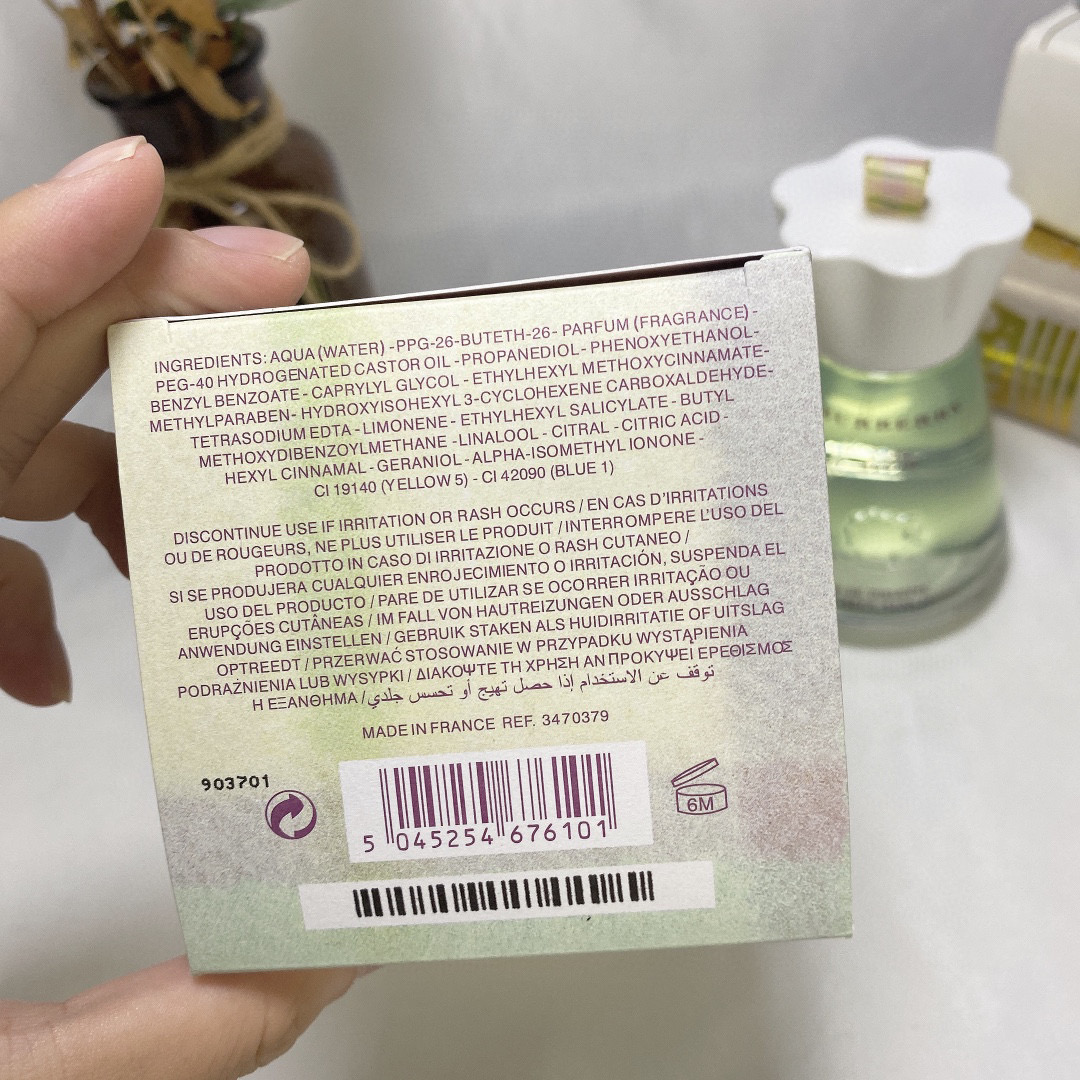 INGREDIENTS: AQUA (WATER) - PPG-26-BUTETH-26 - PARFUM (FRAGRANCE) -
PEG-40 HYDROGENATED CASTOR OIL - PROPANEDIOL - PHENOXYETHANOL-
BENZYL BENZOATE - CAPRYLYL GLYCOL - ETHYLHEXYL METHOXYCINNAMATE-
METHYLPARABEN - HYDROXYISOHEXYL 3-CYCLOHEXENE CARBOXALDEHYDE-
TETRASODIUM EDTA - LIMONENE - ETHYLHEXYL SALICYLATE - BUTYL
METHOXYDIBENZOYLMETHANE - LINALOOL - CITRAL - CITRIC ACID -
HEXYL CINNAMAL - GERANIOL - ALPHA-ISOMETHYL IONONE -
CI 19140 (YELLOW 5) - CI 42090 (BLUE 1)
DISCONTINUE USE IF IRRITATION OR RASH OCCURS / EN CAS D'IRRITATIONS
OU DE ROUGEURS, NE PLUS UTILISER LE PRODUIT / INTERROMPERE L'USO DEL
PRODOTTO IN CASO DI IRRITAZIONE O RASH CUTANEO /
SI SE PRODUJERA CUALQUIER ENROJECIMIENTO O IRRITACIÓN, SUSPENDA EL
USO DEL PRODUCTO / PARE DE UTILIZAR SE OCORRER IRRITAÇÃO OU
ERUPÇÕES CUTÂNEAS / IM FALL VON HAUTREIZUNGEN ODER AUSSCHLAG
ANWENDUNG EINSTELLEN / GEBRUIK STAKEN ALS HUIDIRRITATIE OF UITSLAG
OPTREEDT / PRZERWAĆ STOSOWANIE W PRZYPADKU WYSTĄPIENIA
PODRAŻNIENIA LUB WYSYPKI / ΔΙΑΚΟΨΤΕ ΤΗ ΧΡΗΣΗ ΑΝ ΠΡΟΚΥΨΕΙ ΕΡΕΘΙΣΜΟΣ
Η ΕΞΑΝΘΗΜΑ / توقف عن الاستخدام إذا حصل تهيج أو تحسس جلدي
MADE IN FRANCE REF. 3470379
903701
6M
5 045254 676101
BURBERRY